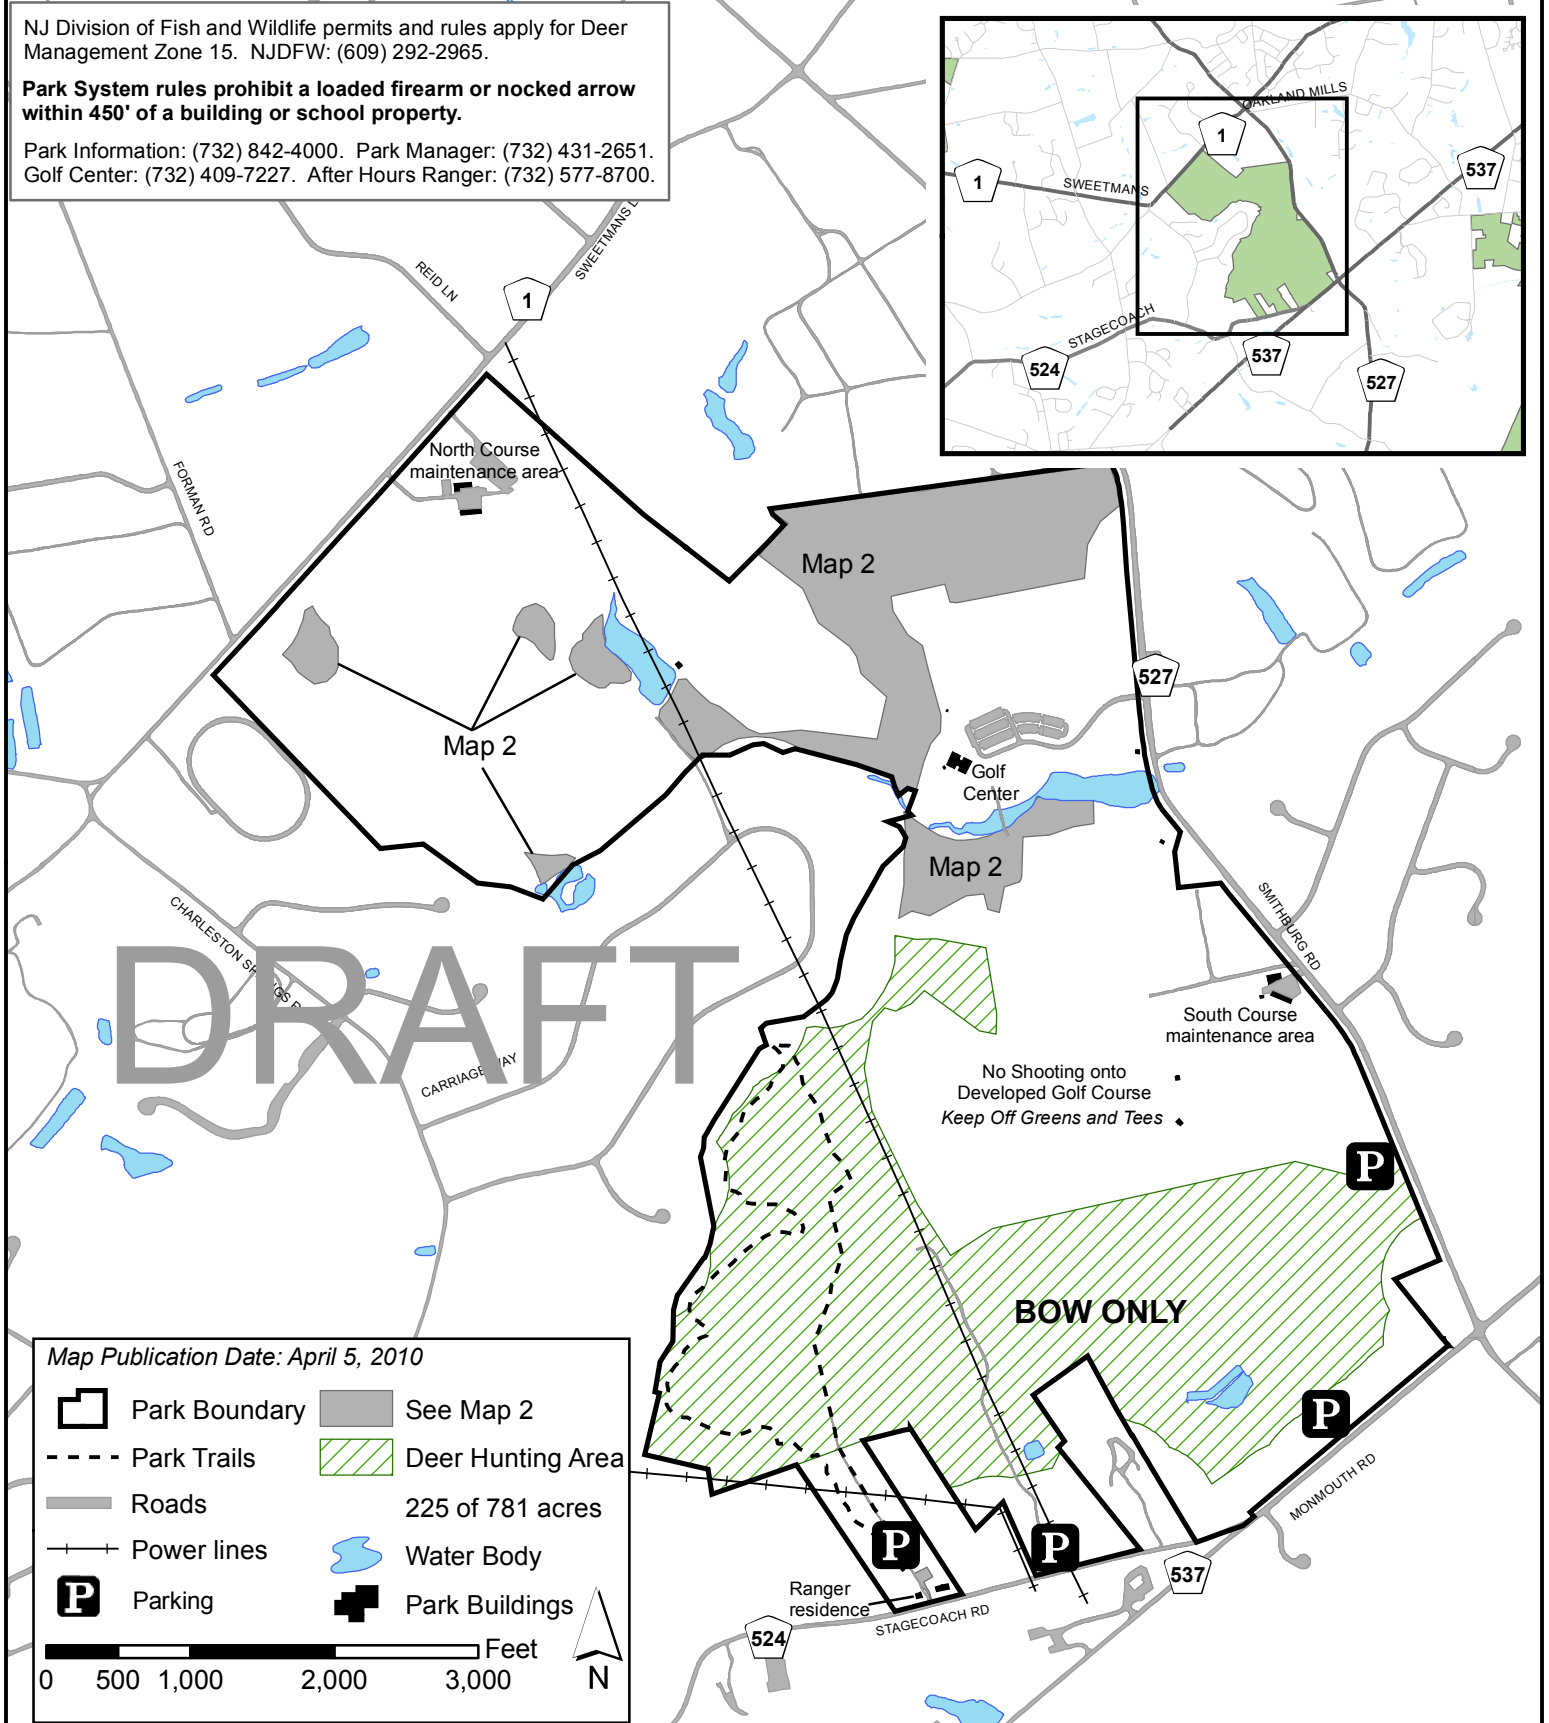 NJ Division of Fish and Wildlife permits and rules apply for Deer
Management Zone 15.  NJDFW: (609) 292-2965.
Park System rules prohibit a loaded firearm or nocked arrow
within 450' of a building or school property.
Park Information: (732) 842-4000.  Park Manager: (732) 431-2651.
Golf Center: (732) 409-7227.  After Hours Ranger: (732) 577-8700.
OAKLAND MILLS
1
1
SWEETMANS
537
STAGECOACH
524
537
527
SWEETMANS
REID LN
1
FORMAN RD
North Course
maintenance area
Map 2
Map 2
527
Golf
Center
Map 2
CHARLESTON SPRINGS
DRAFT
SMITHBURG RD
South Course
maintenance area
CARRIAGE WAY
No Shooting onto
Developed Golf Course
Keep Off Greens and Tees
P
BOW ONLY
P
MONMOUTH RD
P
P
537
Ranger
residence
STAGECOACH RD
524
Map Publication Date: April 5, 2010
Park Boundary
See Map 2
Park Trails
Deer Hunting Area
Roads
225 of 781 acres
Power lines
Water Body
P
Parking
Park Buildings
Feet
0 500 1,000 2,000 3,000
N